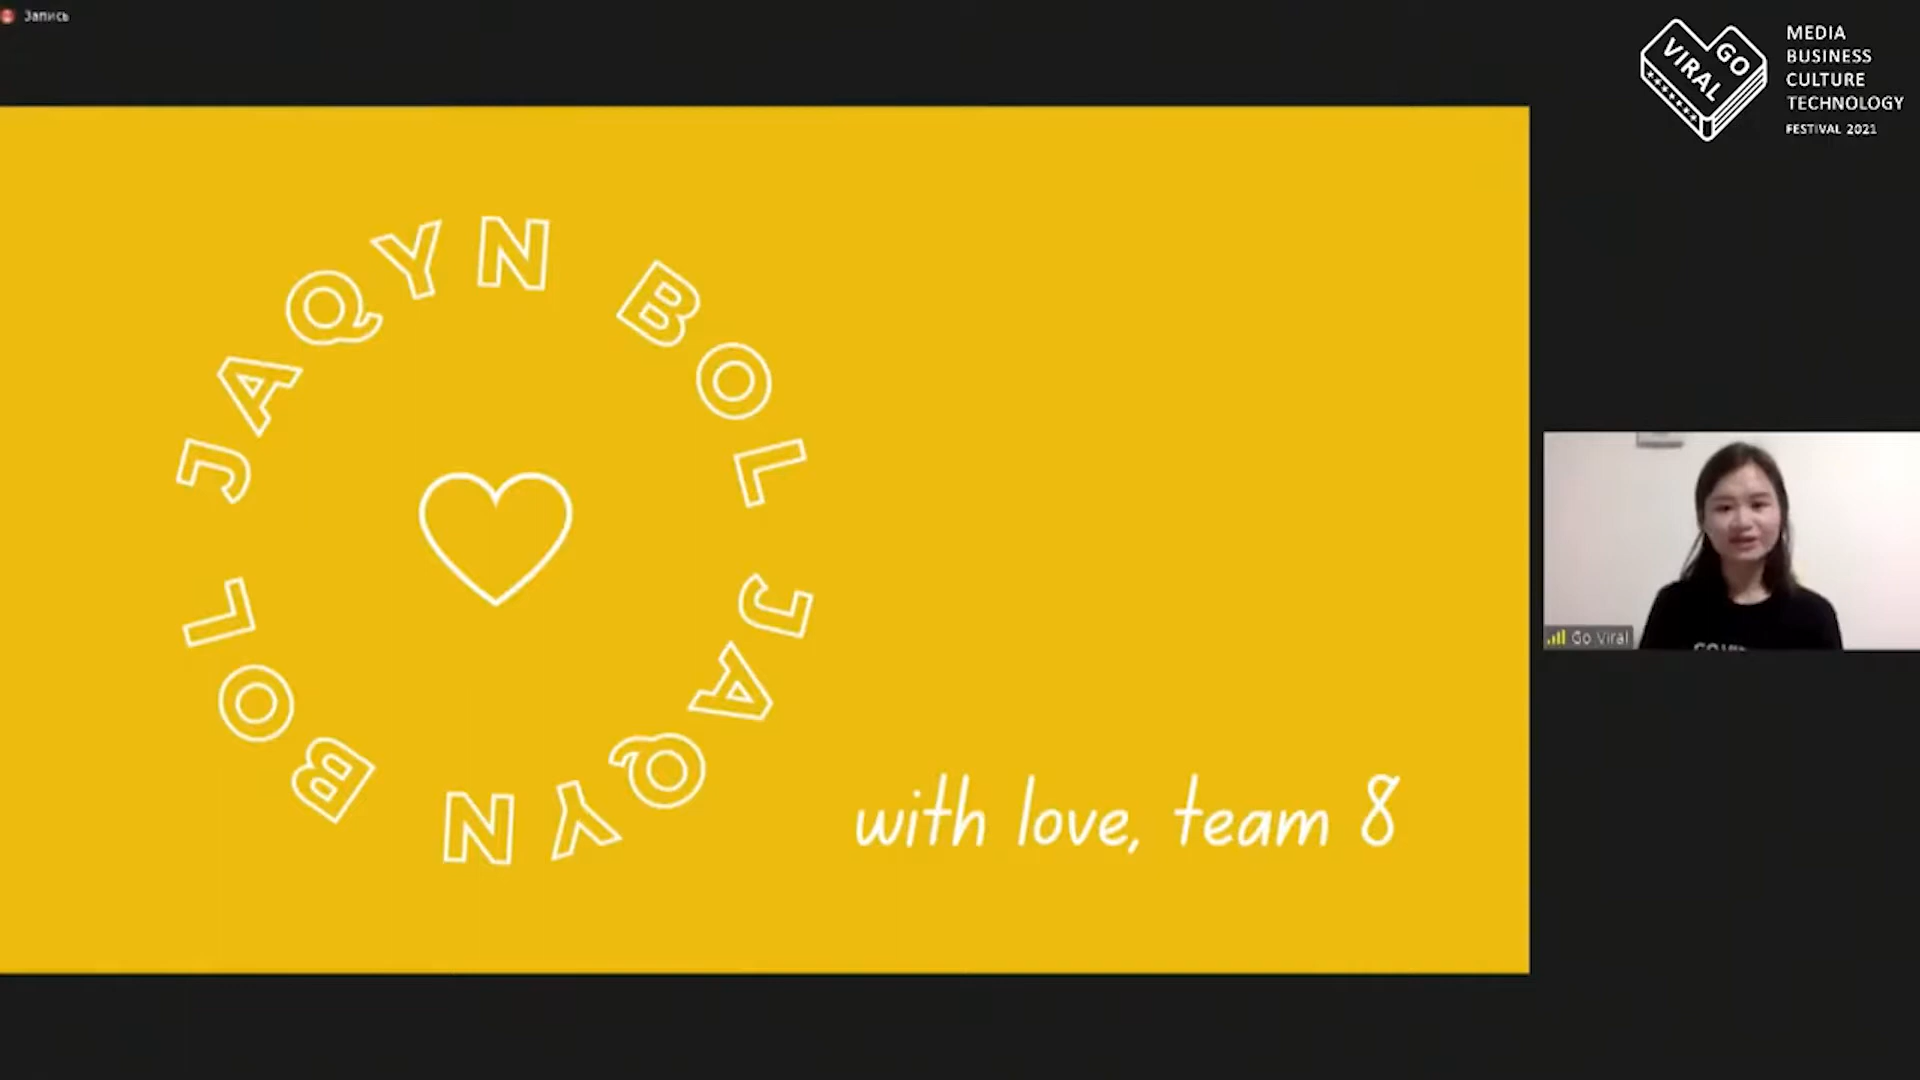 Запись
GO VIRAL
MEDIA
BUSINESS
CULTURE
TECHNOLOGY
FESTIVAL 2021
JAQYN BOL JAQYN BOL
with love, team 8
Go Viral